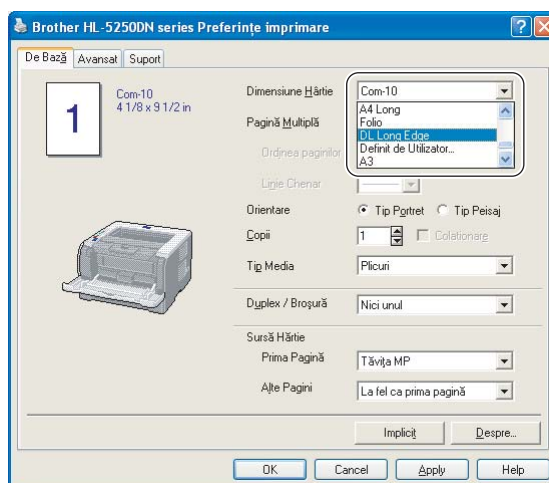 Brother HL-5250DN series Preferințe imprimare
De Bază Avansat Suport
1
Com-10
4 1/8 x 9 1/2 in
Dimensiune Hârtie Com-10
A4 Long
Folio
DL Long Edge
Definit de Utilizator...
A3
Pagină Multiplă
Ordinea paginilor
Linie Chenar
Orientare Tip Portret Tip Peisaj
Copii 1 Colationare
Tip Media Plicuri
Duplex / Broşură Nici unul
Sursă Hârtie
Prima Pagină Tăviţa MP
Alte Pagini La fel ca prima pagină
Implicit Despre...
OK Cancel Apply Help